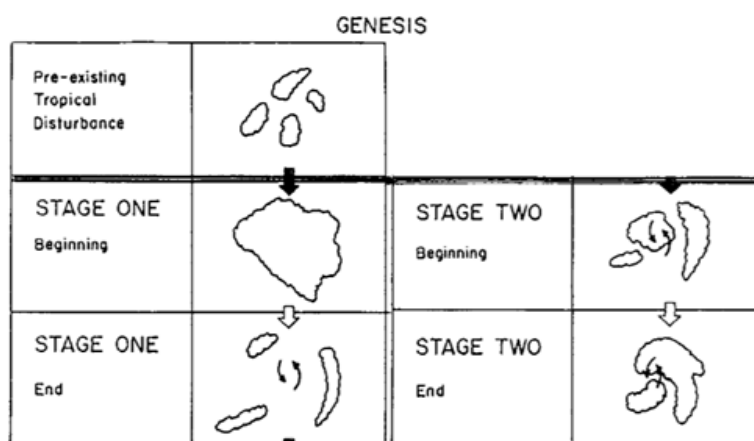 GENESIS
Pre-existing
Tropical
Disturbance
STAGE ONE
Beginning
STAGE TWO
Beginning
STAGE ONE
End
STAGE TWO
End